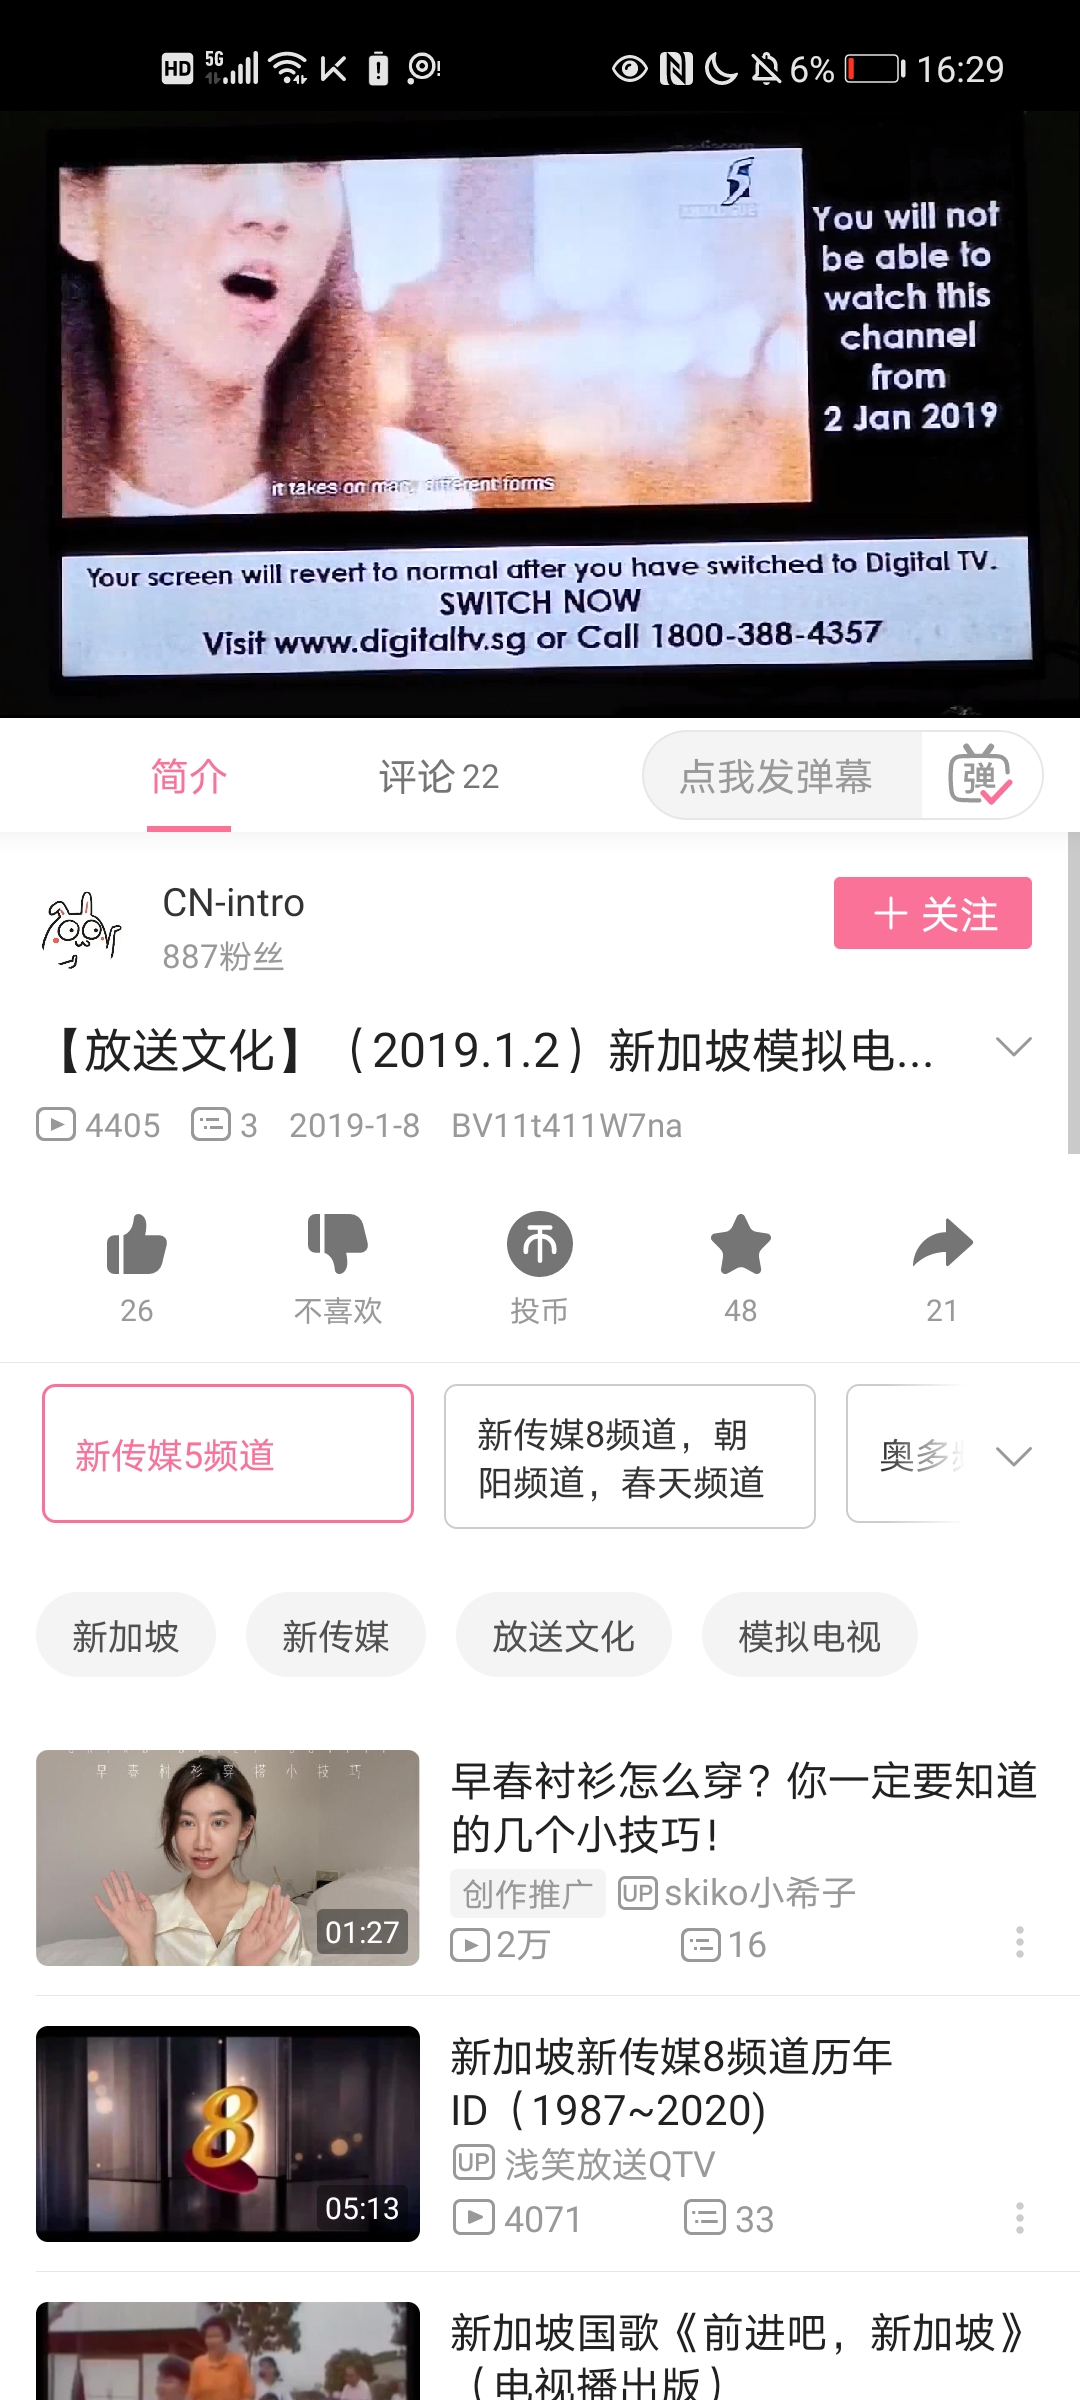 HD 5G 6% 16:29
5
You will not
be able to
watch this
channel
from
2 Jan 2019
it takes on many different forms
Your screen will revert to normal after you have switched to Digital TV.
SWITCH NOW
Visit www.digitaltv.sg or Call 1800-388-4357
简介 评论 22 点我发弹幕 弹
CN-intro
887粉丝
＋ 关注
【放送文化】（2019.1.2）新加坡模拟电...
4405 3 2019-1-8 BV11t411W7na
26 不喜欢 投币 48 21
新传媒5频道
新传媒8频道，朝
阳频道，春天频道
奥多
新加坡 新传媒 放送文化 模拟电视
早春衬衫穿搭小技巧
01:27
早春衬衫怎么穿？你一定要知道
的几个小技巧！
创作推广 UP skiko小希子
2万 16
8
05:13
新加坡新传媒8频道历年
ID（1987~2020)
UP 浅笑放送QTV
4071 33
新加坡国歌《前进吧，新加坡》
（电视播出版）